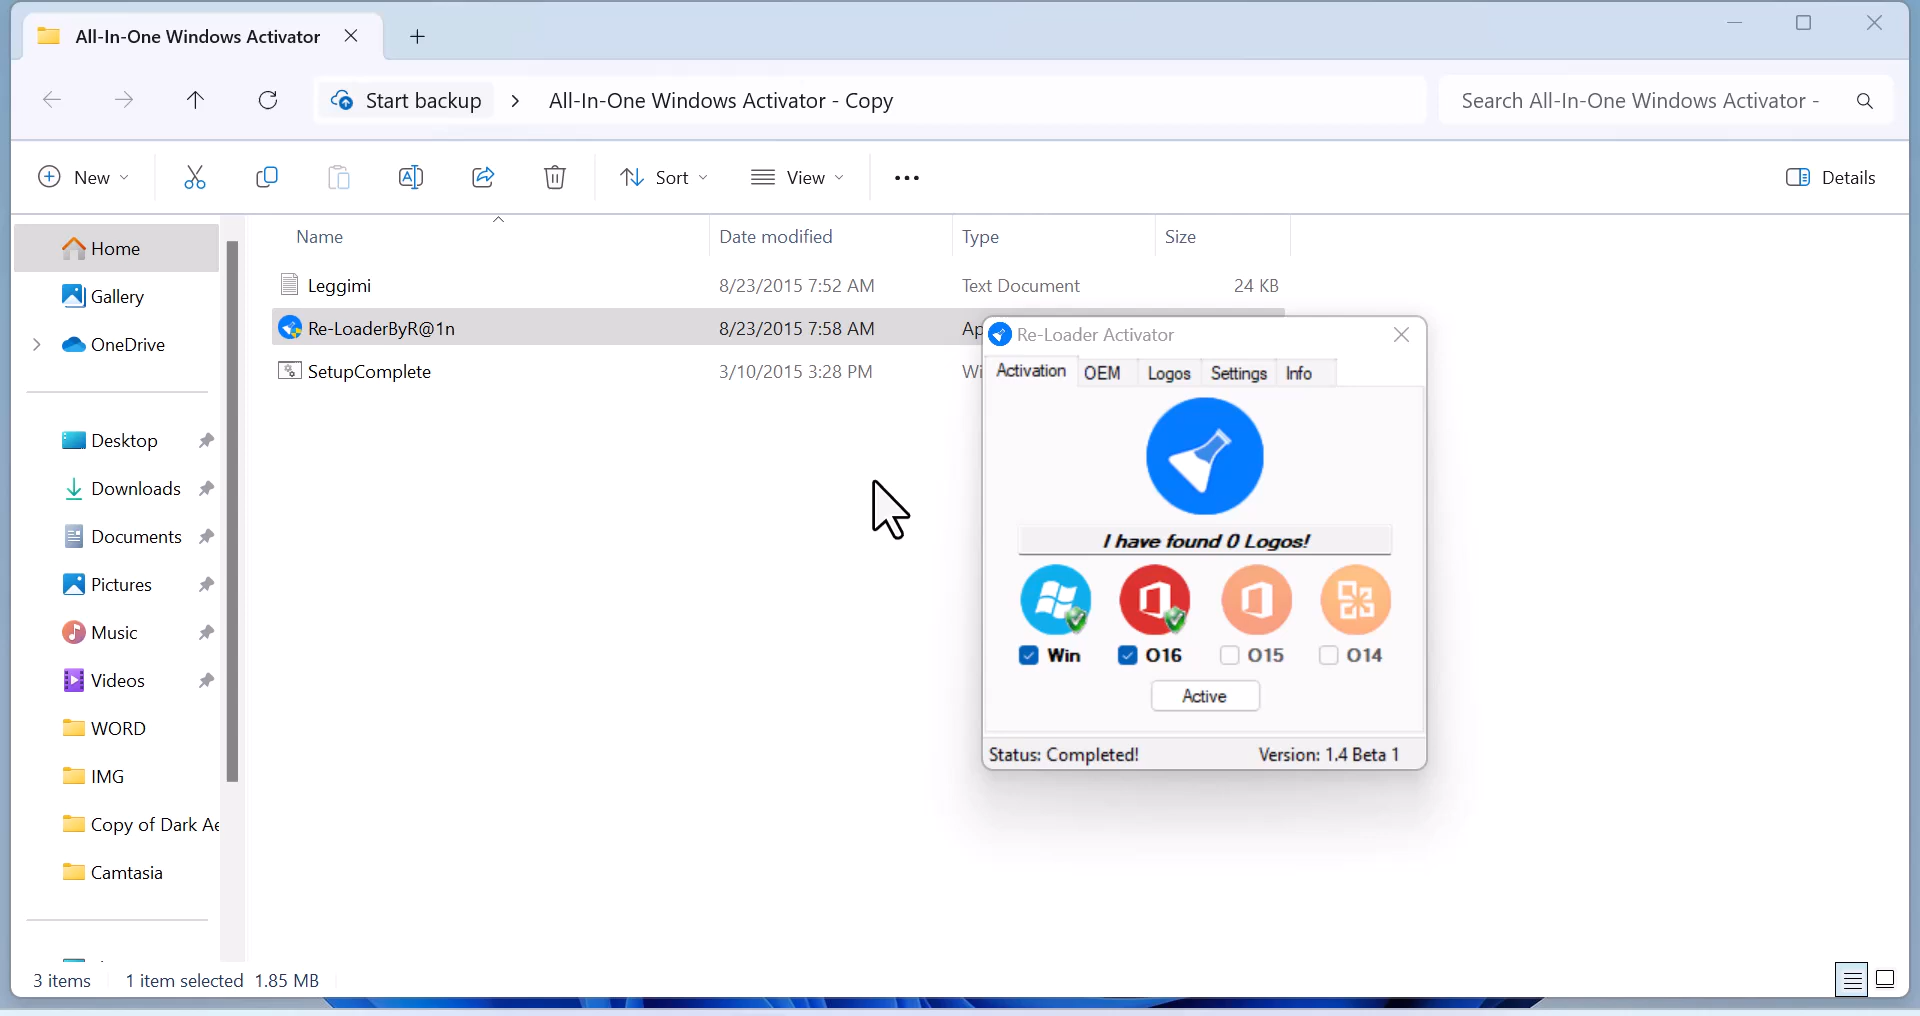 All-In-One Windows Activator
Start backup
All-In-One Windows Activator - Copy
Search All-In-One Windows Activator -
New
Sort
View
Details
Home
Gallery
OneDrive
Desktop
Downloads
Documents
Pictures
Music
Videos
WORD
IMG
Copy of Dark
Camtasia
Name
Date modified
Type
Size
Leggimi
8/23/2015 7:52 AM
Text Document
24 KB
Re-LoaderByR@1n
8/23/2015 7:58 AM
SetupComplete
3/10/2015 3:28 PM
Re-Loader Activator
Activation
OEM
Logos
Settings
Info
I have found 0 Logos!
Win
O16
O15
O14
Active
Status: Completed!
Version: 1.4 Beta 1
3 items
1 item selected 1.85 MB